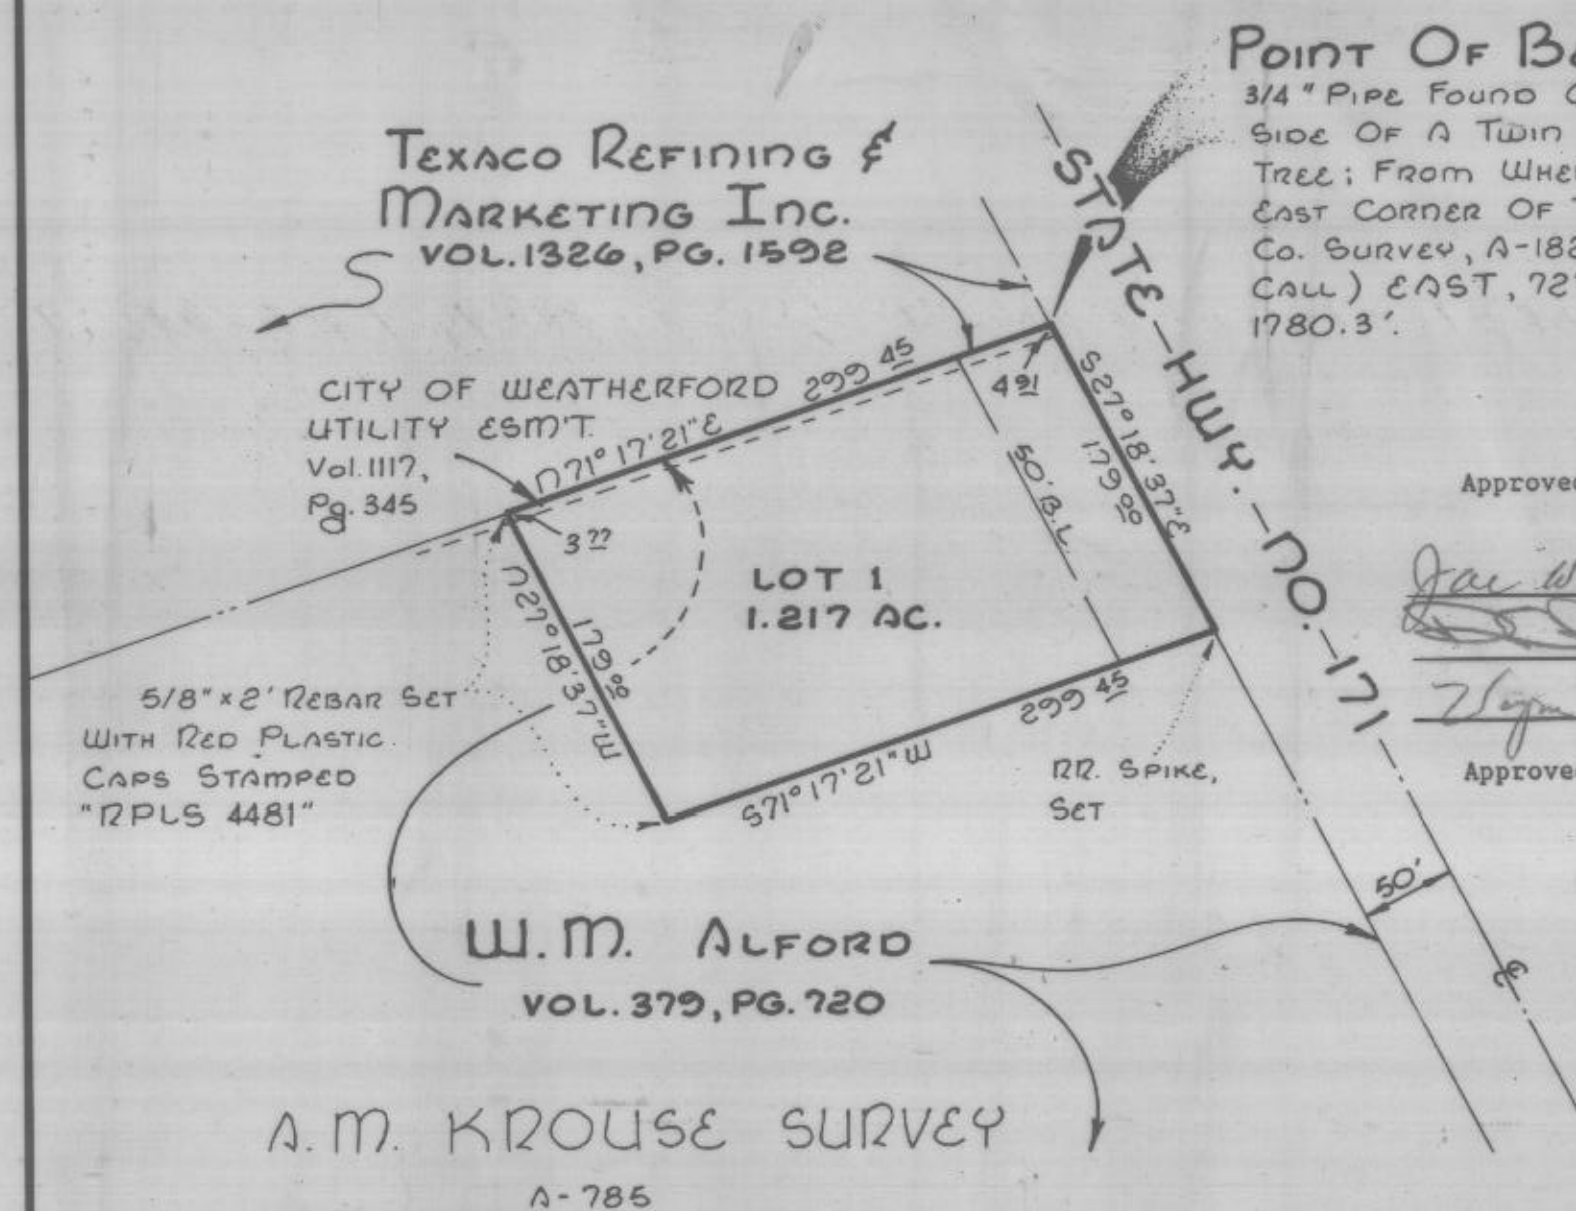 POINT OF
3/4" PIPE FOUND
SIDE OF A TWIN
TREE; FROM
EAST CORNER OF
CO. SURVEY, A-182
CALL) EAST, 72
1780.3'.
TEXACO REFINING &
MARKETING INC.
VOL. 1326, PG. 1592
STATE-HWY.-NO.-171
CITY OF WEATHERFORD
UTILITY ESM'T.
Vol. 1117,
Pg. 345
299 45
N71° 17' 21" E
4 91
S27° 18' 37" E
179 00
50' B.L.
3 77
LOT 1
1.217 AC.
N27° 18' 37" W
179 00
5/8" x 2' REBAR SET
WITH RED PLASTIC
CAPS STAMPED
"RPLS 4481"
299 45
S71° 17' 21" W
RR. SPIKE,
SET
Approved
Approved
50'
W.M. ALFORD
VOL. 379, PG. 720
A.M. KROUSE SURVEY
A-785